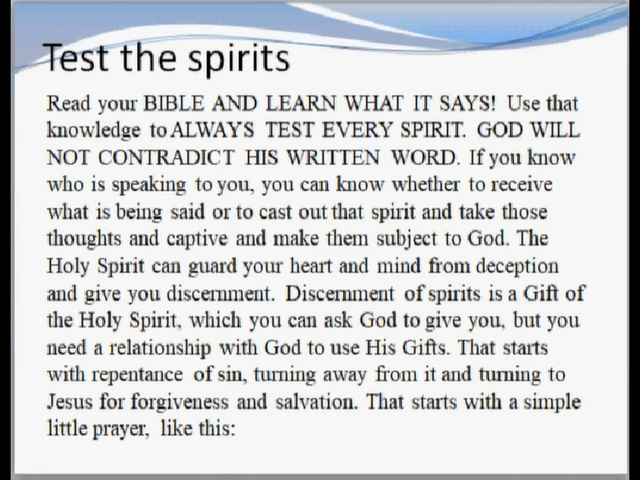 Test the spirits
Read your BIBLE AND LEARN WHAT IT SAYS! Use that
knowledge to ALWAYS TEST EVERY SPIRIT. GOD WILL
NOT CONTRADICT HIS WRITTEN WORD. If you know
who is speaking to you, you can know whether to receive
what is being said or to cast out that spirit and take those
thoughts and captive and make them subject to God. The
Holy Spirit can guard your heart and mind from deception
and give you discernment. Discernment of spirits is a Gift of
the Holy Spirit, which you can ask God to give you, but you
need a relationship with God to use His Gifts. That starts
with repentance of sin, turning away from it and turning to
Jesus for forgiveness and salvation. That starts with a simple
little prayer, like this: